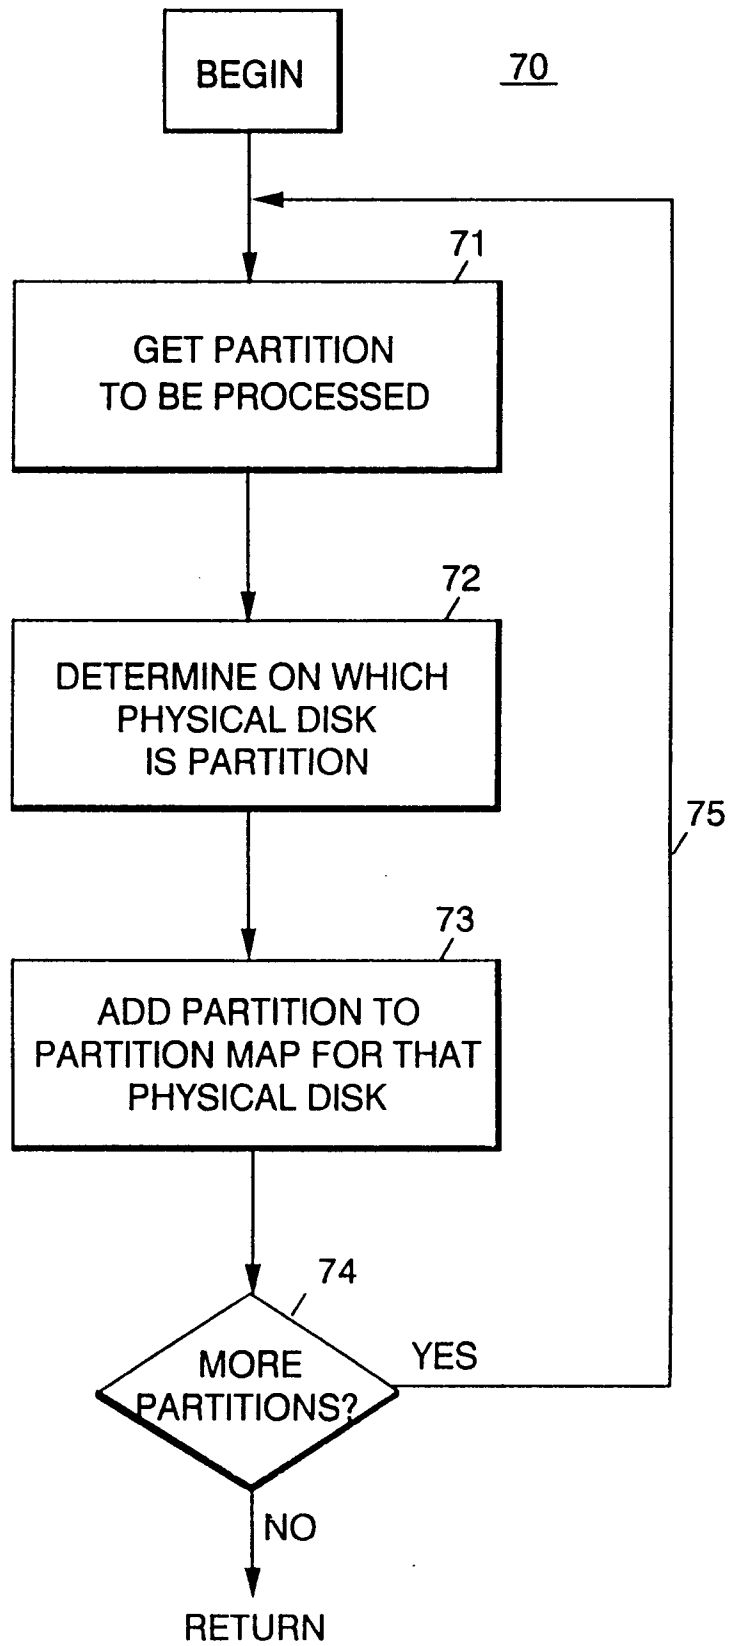 BEGIN
70
71
GET PARTITION
TO BE PROCESSED
72
DETERMINE ON WHICH
PHYSICAL DISK
IS PARTITION
75
73
ADD PARTITION TO
PARTITION MAP FOR THAT
PHYSICAL DISK
74
MORE
PARTITIONS?
YES
NO
RETURN